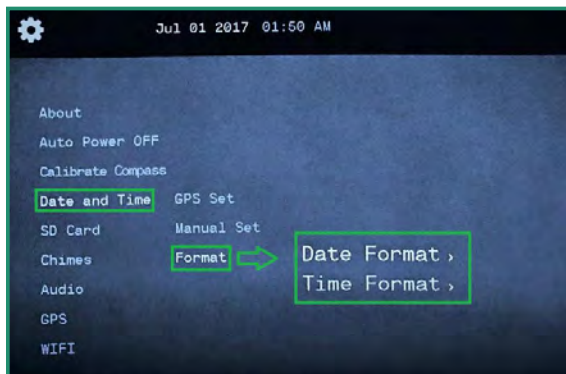 Jul 01 2017 01:50 AM
About
Auto Power OFF
Calibrate Compass
Date and Time
GPS Set
SD Card
Manual Set
Chimes
Format
Date Format ›
Time Format ›
Audio
GPS
WIFI